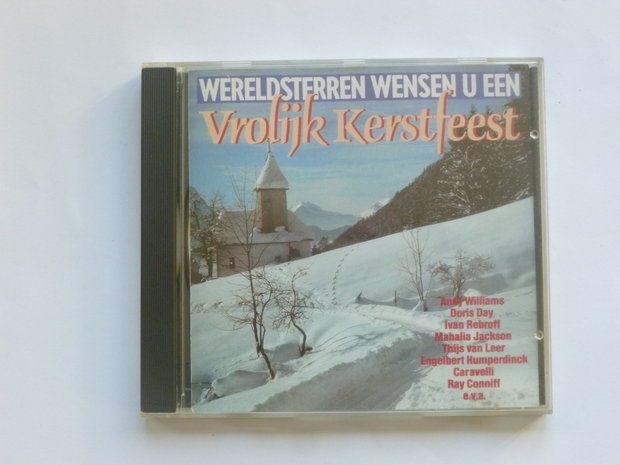 WERELDSTERREN WENSEN U EEN
Vrolijk Kerstfeest
Andy Williams
Doris Day
Ivan Rebroff
Mahalia Jackson
Thijs van Leer
Engelbert Humperdinck
Caravelli
Ray Conniff
e.v.a.